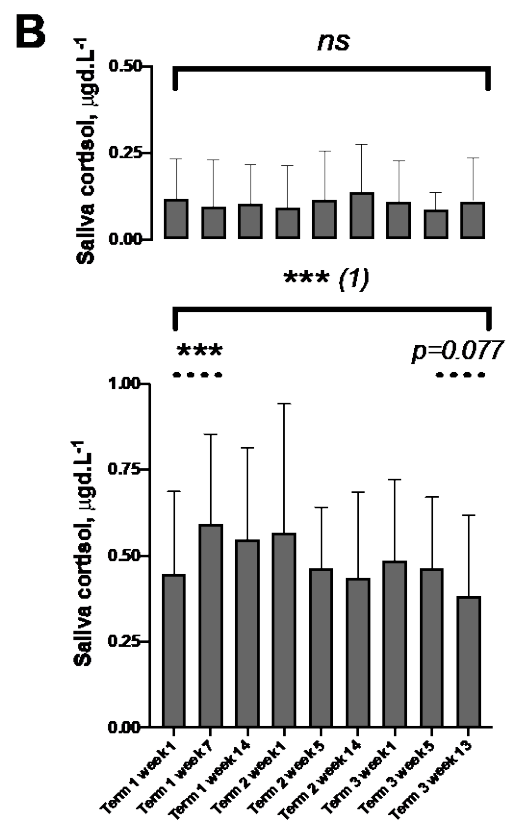 B
ns
Saliva cortisol, µgd.L-1
0.50
0.25
0.00
*** (1)
***
p=0.077
Saliva cortisol, µgd.L-1
1.00
0.75
0.50
0.25
0.00
Term 1 week 1
Term 1 week 7
Term 1 week 14
Term 2 week 1
Term 2 week 5
Term 2 week 14
Term 3 week 1
Term 3 week 5
Term 3 week 13